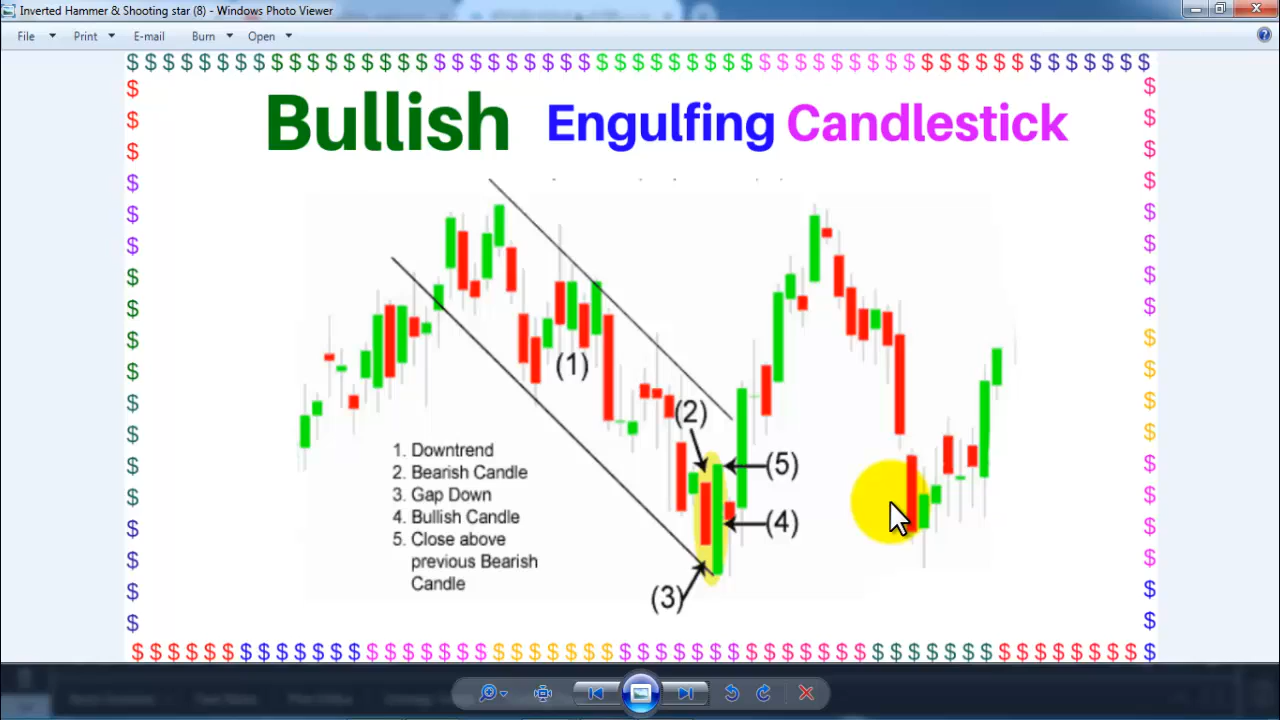 Inverted Hammer & Shooting star (8) - Windows Photo Viewer
File Print E-mail Burn Open
$ $ $ $ $ $ $ $ $ $ $ $ $ $ $ $ $ $ $ $ $ $ $ $ $ $ $ $ $ $ $ $ $
Bullish Engulfing Candlestick
(1)
(2)
(5)
(4)
(3)
1. Downtrend
2. Bearish Candle
3. Gap Down
4. Bullish Candle
5. Close above
previous Bearish
Candle
$ $ $ $ $ $ $ $ $ $ $ $ $ $ $ $ $ $ $ $ $ $ $ $ $ $ $ $ $ $ $ $ $